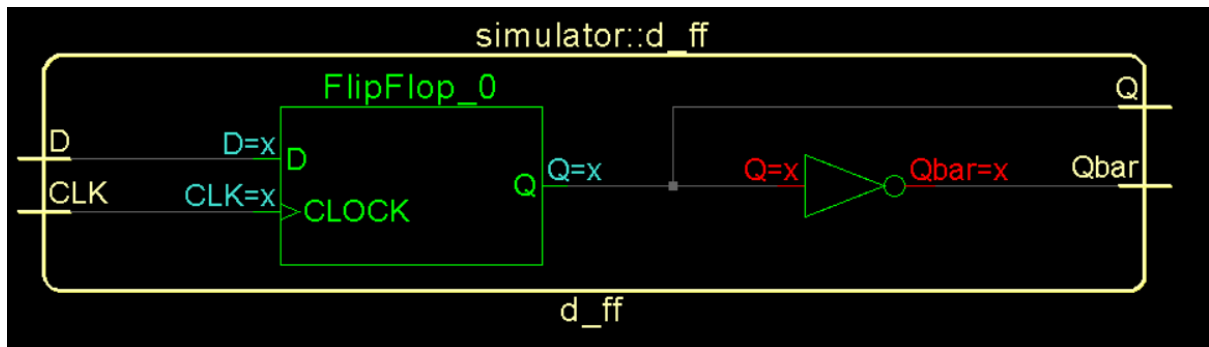 simulator::d_ff
FlipFlop_0
Q
D D=x D
Q Q=x Q=x Qbar=x Qbar
CLK CLK=x CLOCK
d_ff